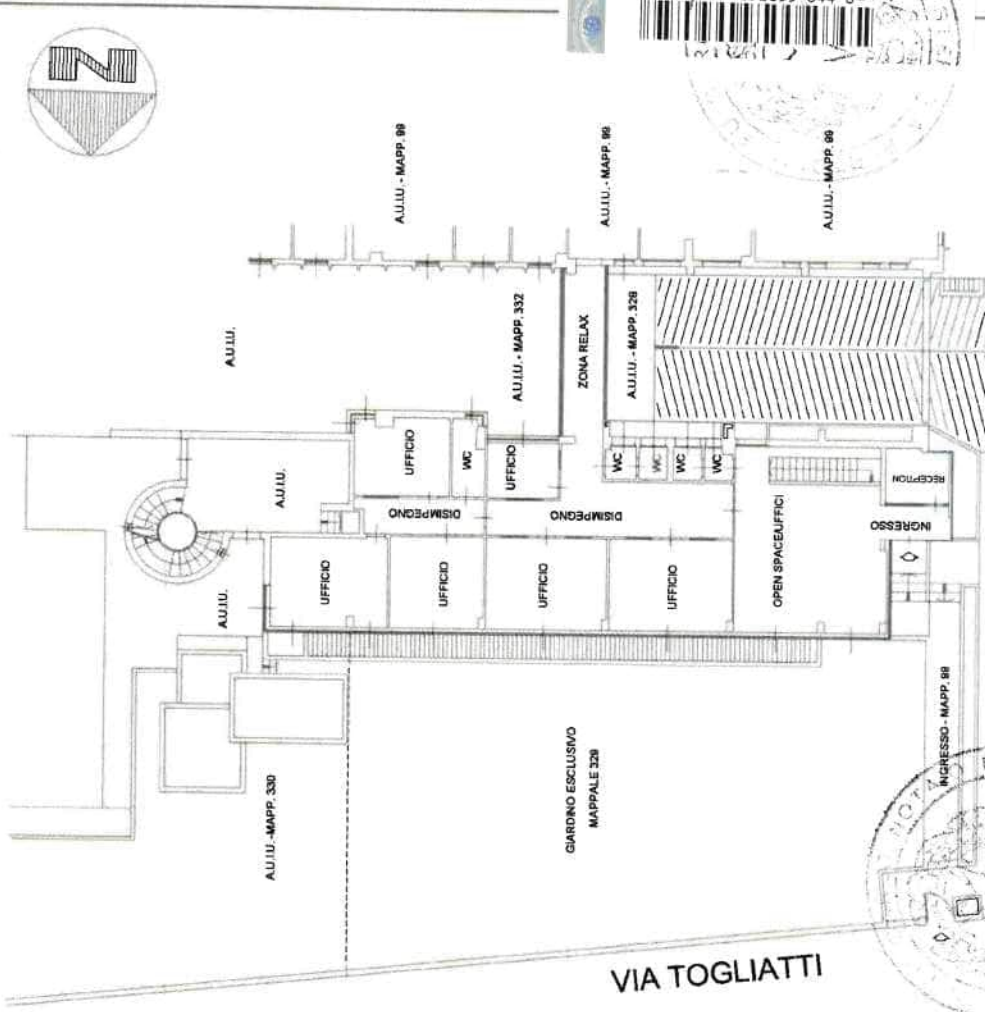 N
A.U.I.U. - MAPP. 99
A.U.I.U. - MAPP. 99
A.U.I.U. - MAPP. 99
A.U.I.U.
A.U.I.U. - MAPP. 332
ZONA RELAX
A.U.I.U. - MAPP. 329
A.U.I.U.
UFFICIO
WC
UFFICIO
WC
WC
WC
WC
RECEPTION
DISIMPEGNO
DISIMPEGNO
INGRESSO
A.U.I.U.
UFFICIO
UFFICIO
UFFICIO
UFFICIO
OPEN SPACE/UFFICI
A.U.I.U. -MAPP. 330
GIARDINO ESCLUSIVO
MAPPALE 329
INGRESSO - MAPP. 99
VIA TOGLIATTI
NOTAIO